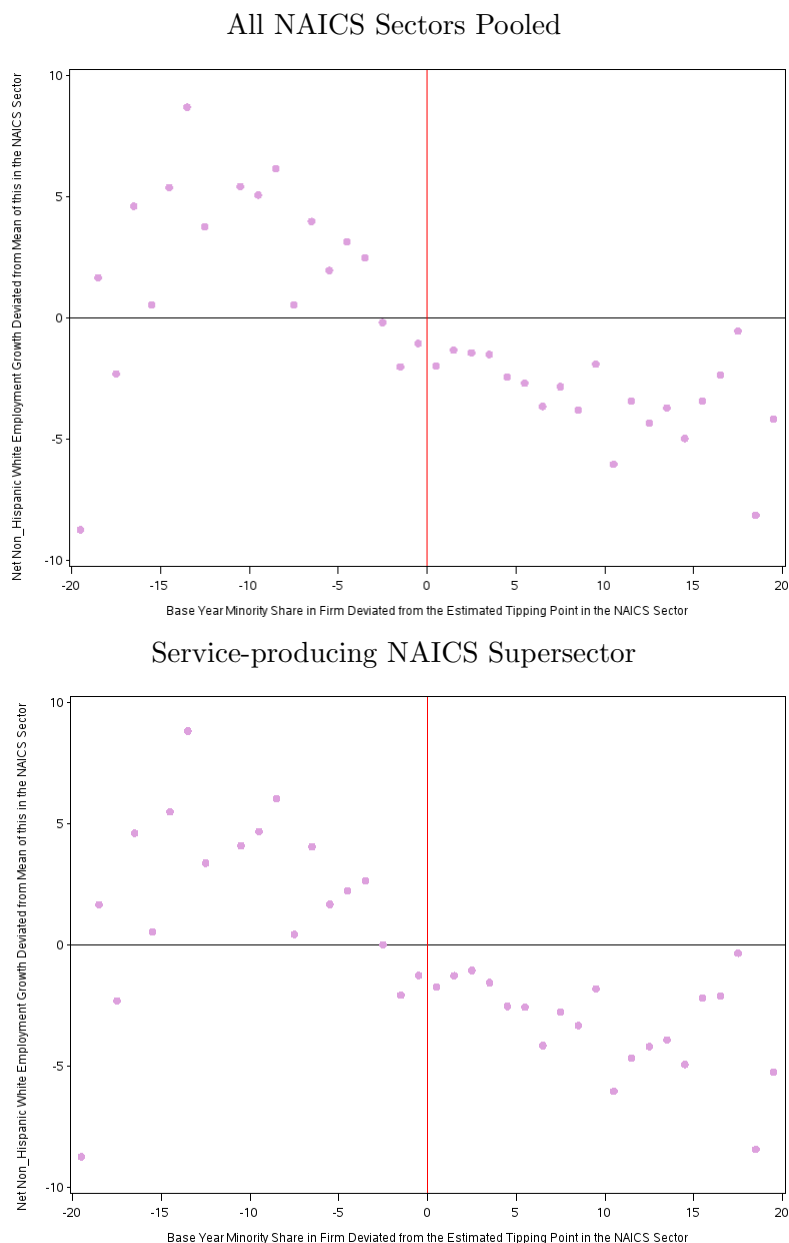 All NAICS Sectors Pooled
Net Non_Hispanic White Employment Growth Deviated from Mean of this in the NAICS Sector
10
5
0
-5
-10
-20 -15 -10 -5 0 5 10 15 20
Base Year Minority Share in Firm Deviated from the Estimated Tipping Point in the NAICS Sector
Service-producing NAICS Supersector
Net Non_Hispanic White Employment Growth Deviated from Mean of this in the NAICS Sector
10
5
0
-5
-10
-20 -15 -10 -5 0 5 10 15 20
Base Year Minority Share in Firm Deviated from the Estimated Tipping Point in the NAICS Sector